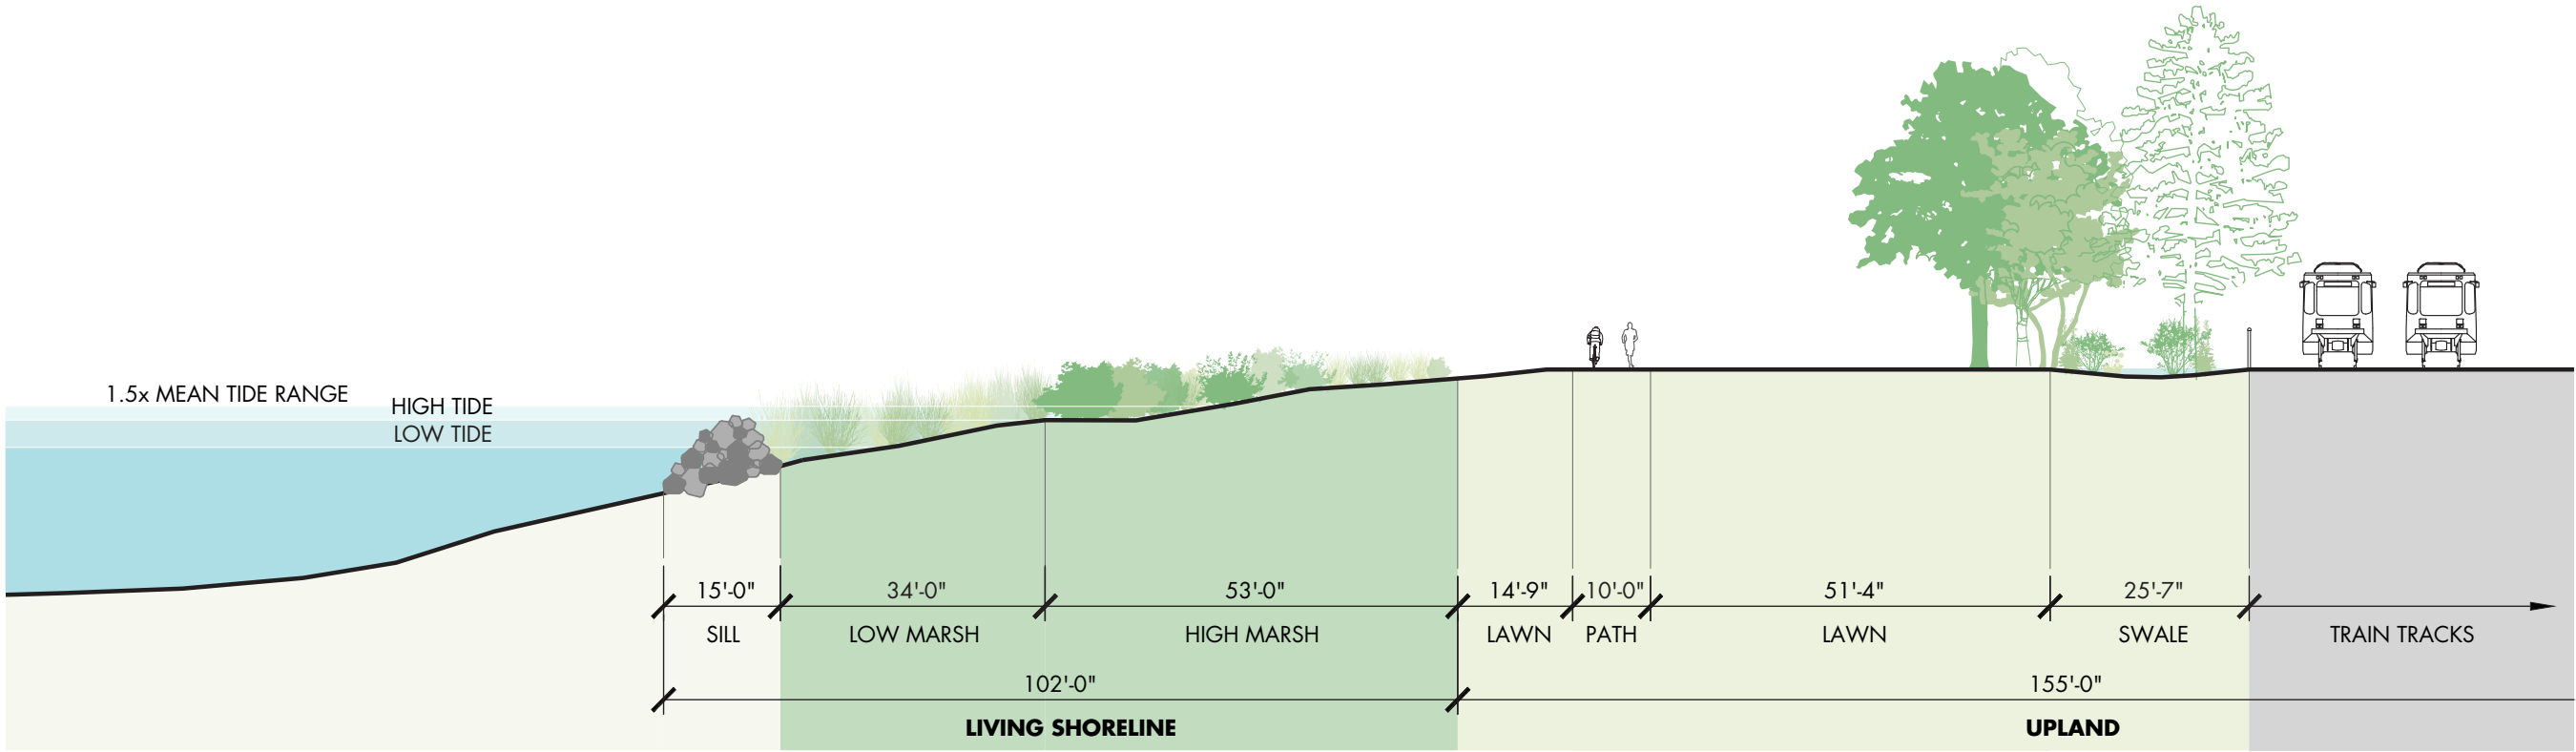 1.5x MEAN TIDE RANGE
HIGH TIDE
LOW TIDE
15'-0" 34'-0" 53'-0" 14'-9" 10'-0" 51'-4" 25'-7"
SILL LOW MARSH HIGH MARSH LAWN PATH LAWN SWALE TRAIN TRACKS
102'-0" 155'-0"
LIVING SHORELINE UPLAND